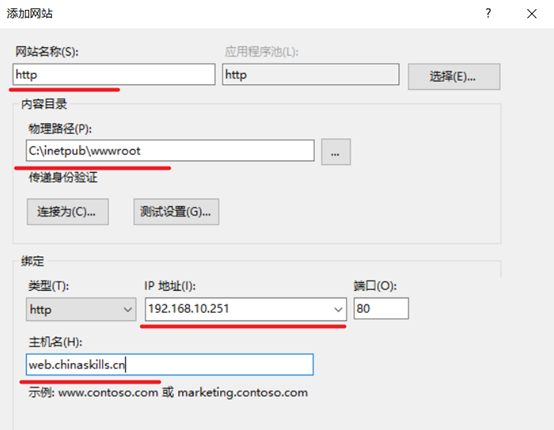 添加网站 ?
网站名称(S): 应用程序池(L):
http http 选择(E)...
内容目录
物理路径(P):
C:\inetpub\wwwroot ...
传递身份验证
连接为(C)... 测试设置(G)...
绑定
类型(T): IP 地址(I): 端口(O):
http 192.168.10.251 80
主机名(H):
web.chinaskills.cn
示例: www.contoso.com 或 marketing.contoso.com